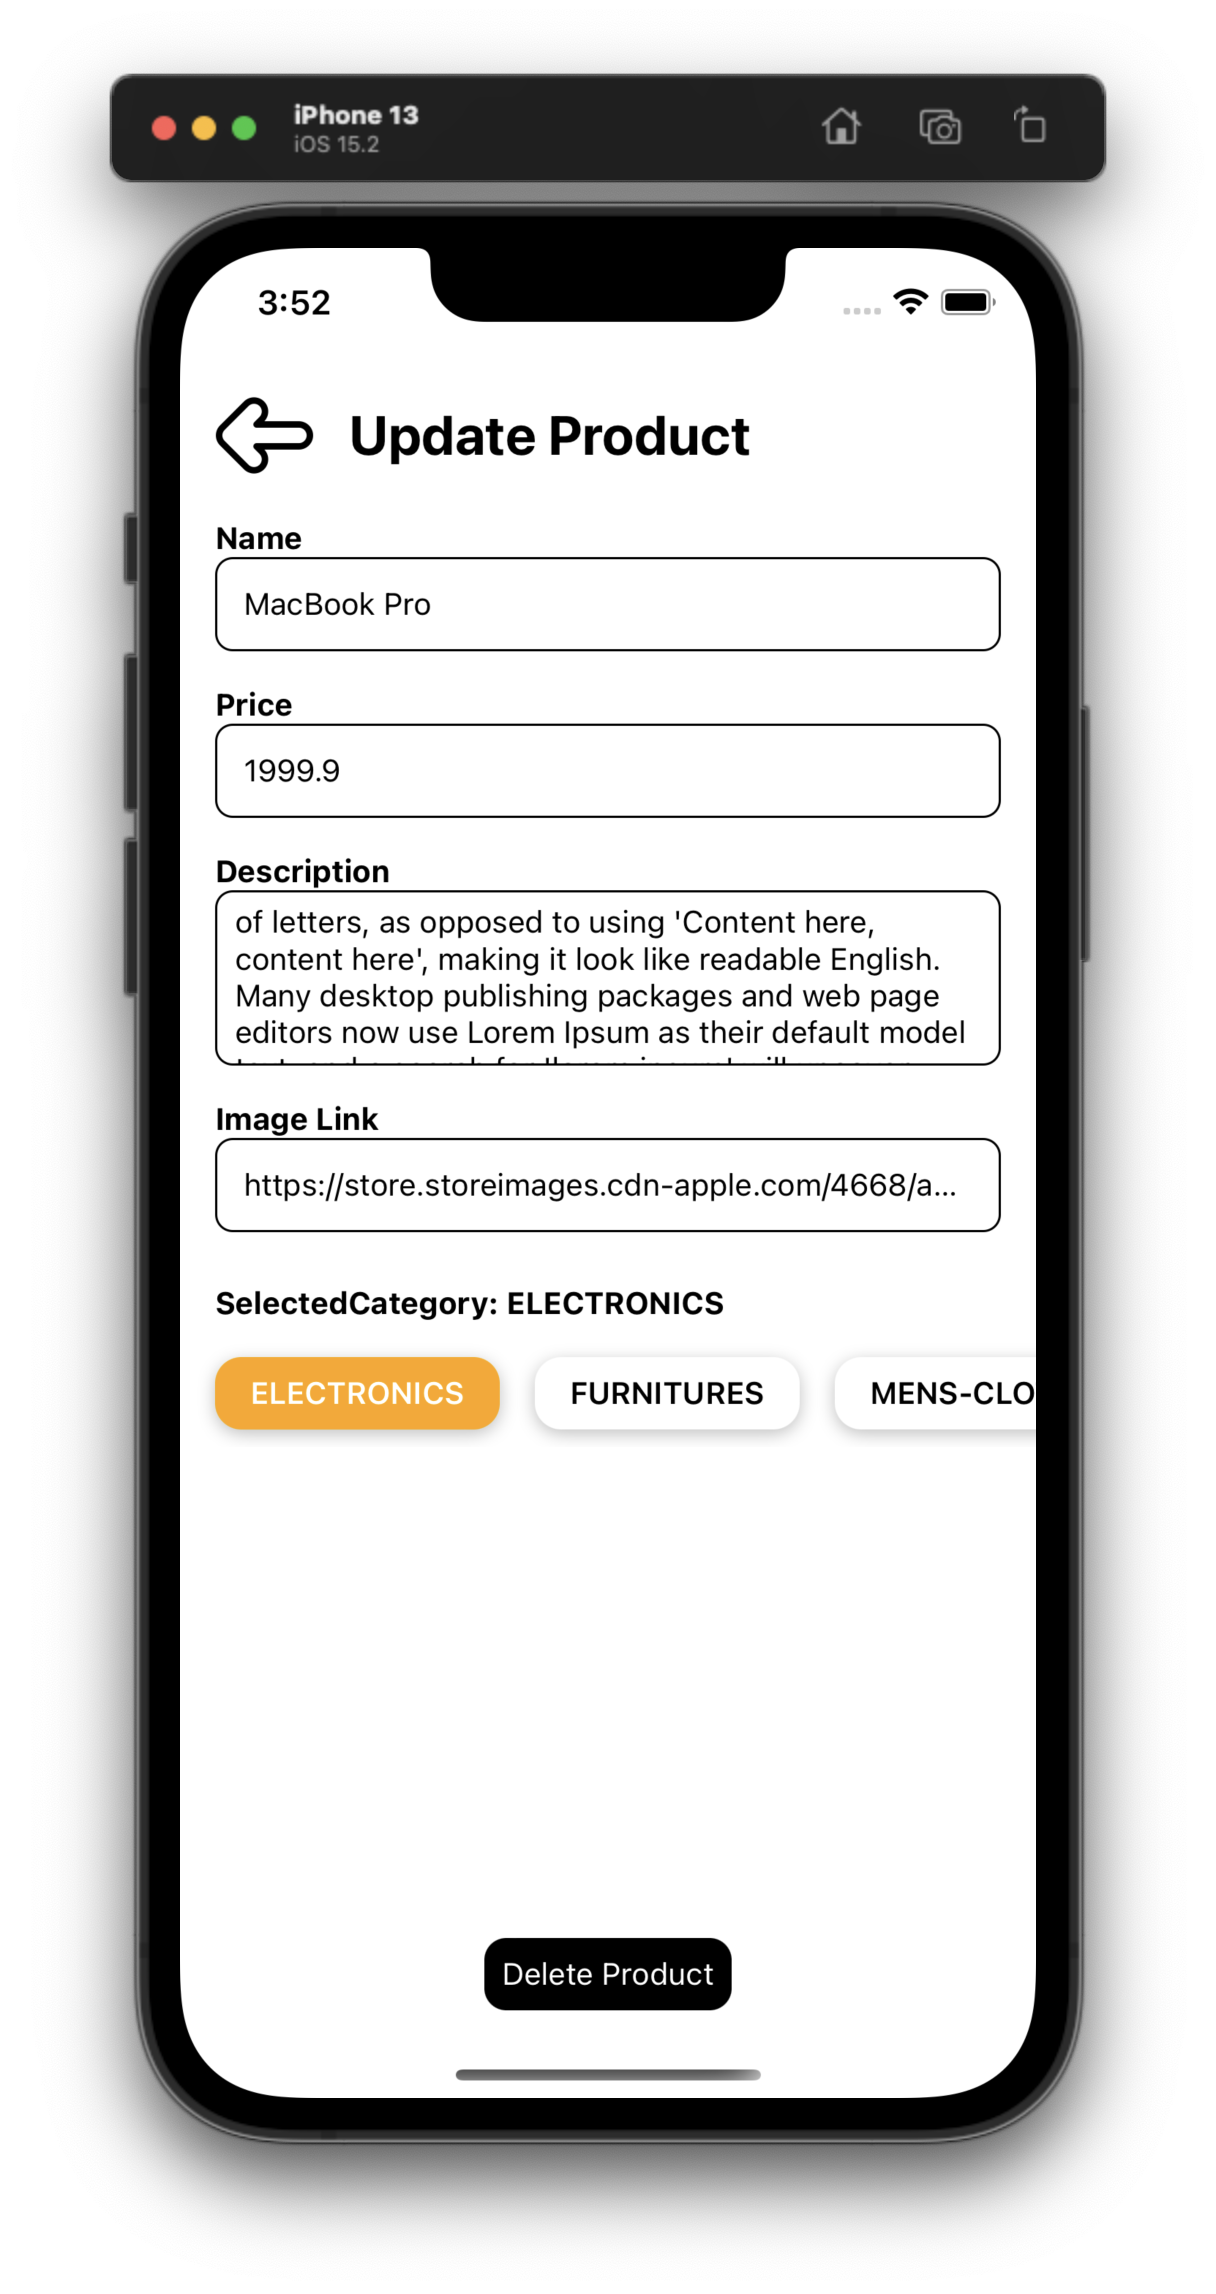 iPhone 13
iOS 15.2
3:52
Update Product
Name
MacBook Pro
Price
1999.9
Description
of letters, as opposed to using 'Content here,
content here', making it look like readable English.
Many desktop publishing packages and web page
editors now use Lorem Ipsum as their default model
Image Link
https://store.storeimages.cdn-apple.com/4668/a...
SelectedCategory: ELECTRONICS
ELECTRONICS
FURNITURES
MENS-CLO
Delete Product